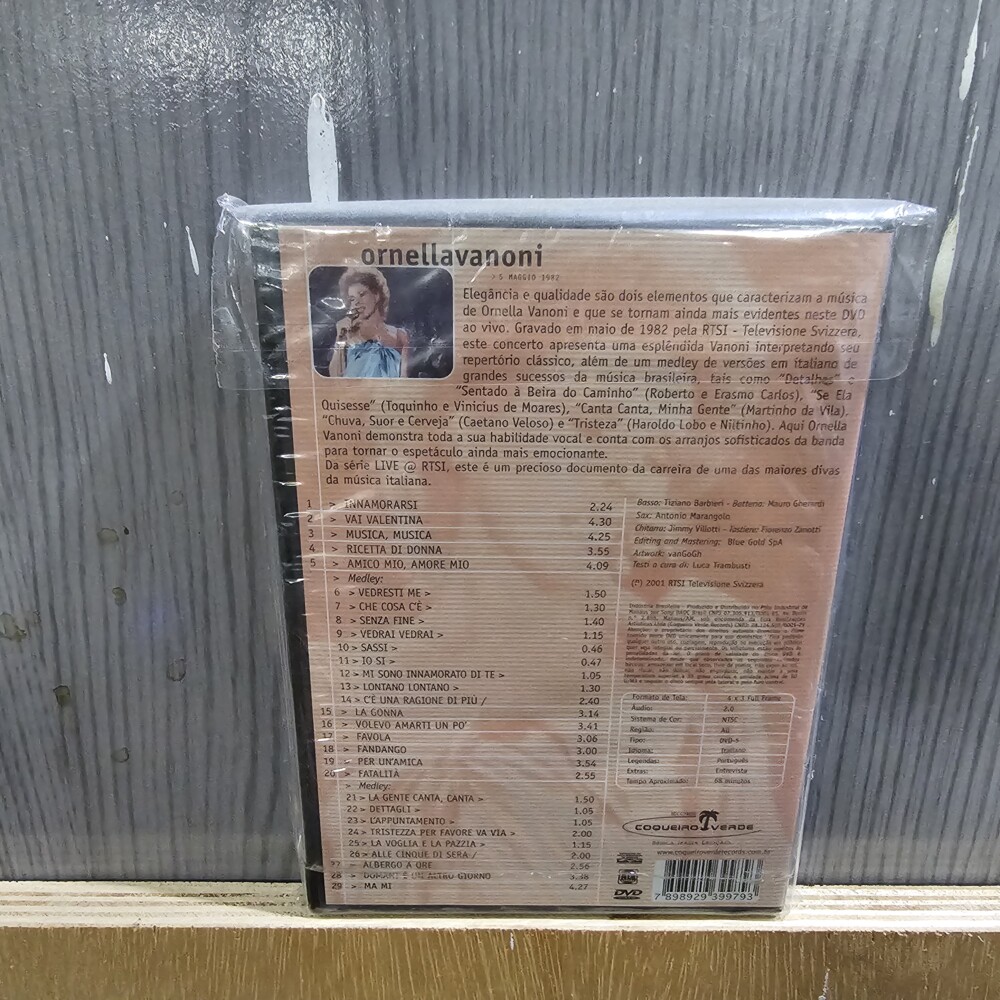 ornellavanoni
> 5 MAGGIO 1982
Elegância e qualidade são dois elementos que caracterizam a música
de Ornella Vanoni e que se tornam ainda mais evidentes neste DVD
ao vivo. Gravado em maio de 1982 pela RTSI - Televisione Svizzera,
este concerto apresenta uma esplêndida Vanoni interpretando seu
repertório clássico, além de um medley de versões em italiano de
grandes sucessos da música brasileira, tais como "Detalhes" e
"Sentado à Beira do Caminho" (Roberto e Erasmo Carlos), "Se Ela
Quisesse" (Toquinho e Vinicius de Moares), "Canta Canta, Minha Gente" (Martinho da Vila),
"Chuva, Suor e Cerveja" (Caetano Veloso) e "Tristeza" (Haroldo Lobo e Niltinho). Aqui Ornella
Vanoni demonstra toda a sua habilidade vocal e conta com os arranjos sofisticados da banda
para tornar o espetáculo ainda mais emocionante.
Da série LIVE @ RTSI, este é um precioso documento da carreira de uma das maiores divas
da música italiana.
1 > INNAMORARSI 2.24
2 > VAI VALENTINA 4.30
3 > MUSICA, MUSICA 4.25
4 > RICETTA DI DONNA 3.55
5 > AMICO MIO, AMORE MIO 4.09
> Medley:
6 > VEDRESTI ME > 1.50
7 > CHE COSA C'È > 1.30
8 > SENZA FINE > 1.40
9 > VEDRAI VEDRAI > 1.15
10 > SASSI > 0.46
11 > IO SI > 0.47
12 > MI SONO INNAMORATO DI TE > 1.05
13 > LONTANO LONTANO > 1.30
14 > C'È UNA RAGIONE DI PIÙ / 2.40
15 > LA GONNA 3.14
16 > VOLEVO AMARTI UN PO' 3.41
17 > FAVOLA 3.06
18 > FANDANGO 3.00
19 > PER UN'AMICA 3.54
20 > FATALITÀ 2.55
> Medley:
21 > LA GENTE CANTA, CANTA > 1.50
22 > DETTAGLI > 1.05
23 > L'APPUNTAMENTO > 1.05
24 > TRISTEZZA PER FAVORE VA VIA > 2.00
25 > LA VOGLIA E LA PAZZIA > 1.15
26 > ALLE CINQUE DI SERA / 2.00
27 > ALBERGO A ORE 2.56
28 > DOMANI È UN ALTRO GIORNO 3.38
29 > MA MI 4.27
Basso: Tiziano Barbieri - Batteria: Mauro Gherardi
Sax: Antonio Marangolo
Chitarra: Jimmy Villotti - Tastiere: Fiorenzo Zanotti
Editing and Mastering: Blue Gold SpA
Artwork: vanGoGh
Testi a cura di: Luca Trambusti
(P) 2001 RTSI Televisione Svizzera
Formato de Tela: 4 x 3 Full Frame
Áudio: 2.0
Sistema de Cor: NTSC
Região: All
Tipo: DVD-5
Idioma: Italiano
Legendas: Português
Extras: Entrevista
Tempo Aproximado: 68 minutos
COQUEIRO VERDE
www.coqueiroverderecords.com.br
DVD
7 898929 399793